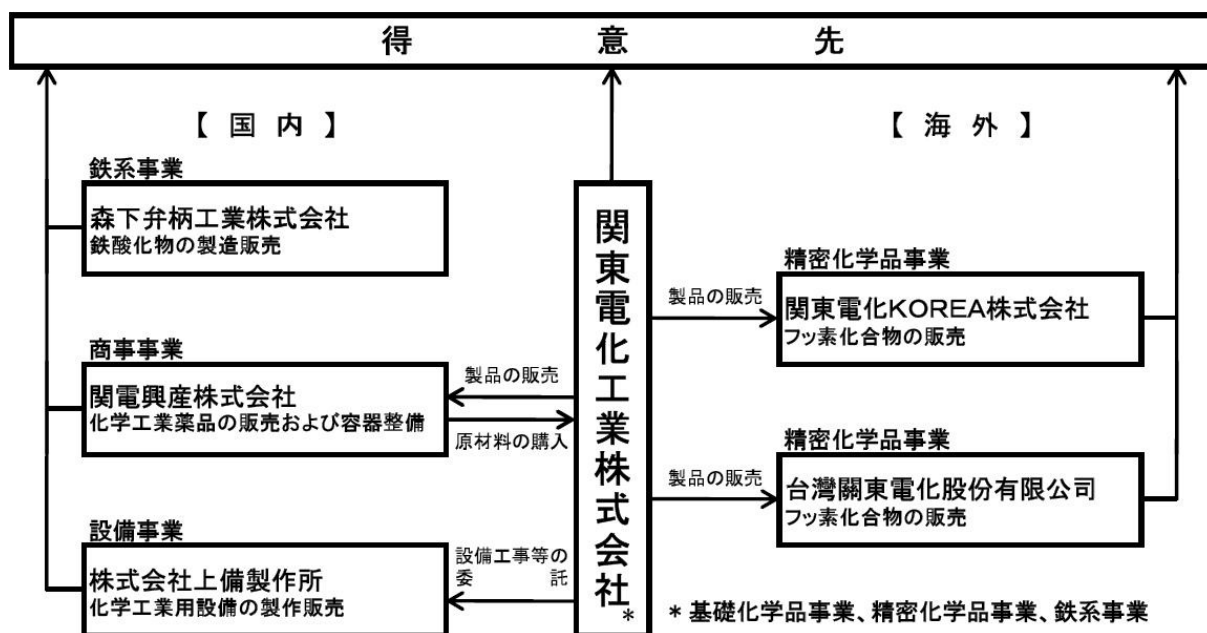 得意先
【国内】
鉄系事業
森下弁柄工業株式会社
鉄酸化物の製造販売
商事事業
関電興産株式会社
化学工業薬品の販売および容器整備
設備事業
株式会社上備製作所
化学工業用設備の製作販売
製品の販売
原材料の購入
設備工事等の
委託
関東電化工業株式会社*
【海外】
製品の販売
精密化学品事業
関東電化KOREA株式会社
フッ素化合物の販売
製品の販売
精密化学品事業
台灣關東電化股份有限公司
フッ素化合物の販売
* 基礎化学品事業、精密化学品事業、鉄系事業